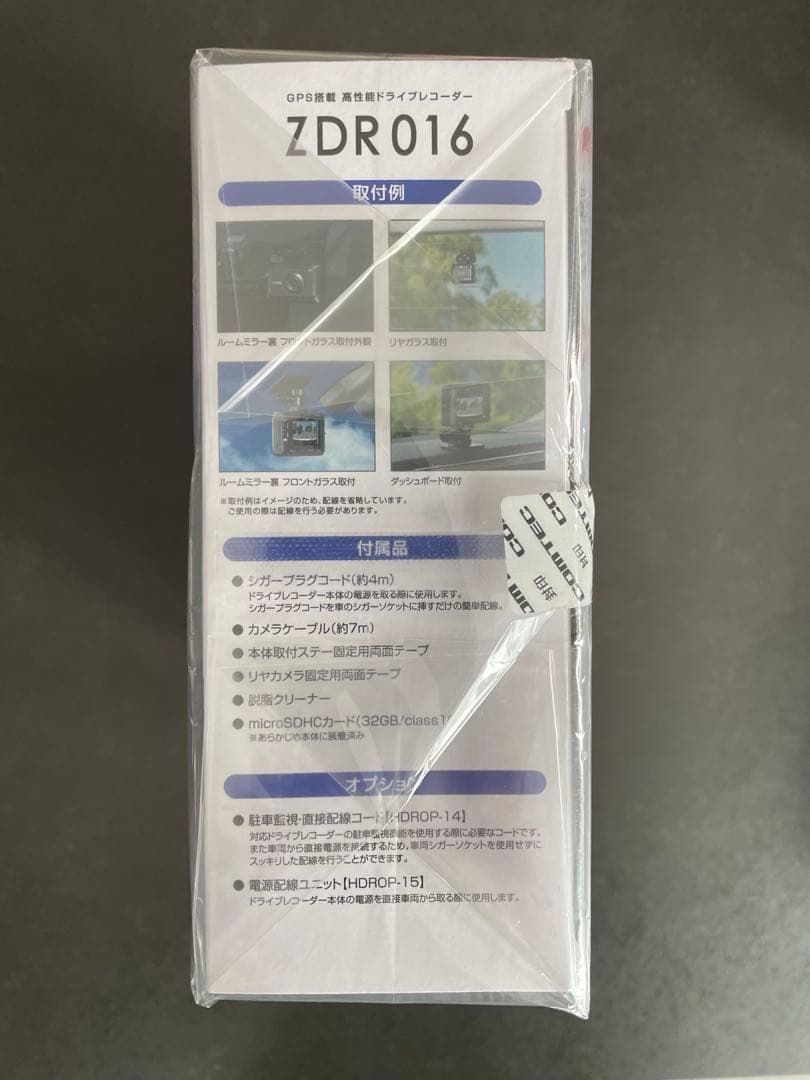 GPS搭載 高性能ドライブレコーダー
ZDR016
取付例
ルームミラー裏 フロントガラス取付外観
リヤガラス取付
ルームミラー裏 フロントガラス取付
ダッシュボード取付
※取付例はイメージのため、配線を省略しています。
ご使用の際は配線を行う必要があります。
付属品
● シガープラグコード(約4m)
ドライブレコーダー本体の電源を取る際に使用します。
シガープラグコードを車のシガーソケットに挿すだけの簡単配線。
● カメラケーブル(約7m)
● 本体取付ステー固定用両面テープ
● リヤカメラ固定用両面テープ
● 脱脂クリーナー
● microSDHCカード(32GB/class1
※あらかじめ本体に装着済み
オプション
● 駐車監視・直接配線コード【HDROP-14】
対応ドライブレコーダーの駐車監視機能を使用する際に必要なコードです。
また車両から直接電源を接続するため、車両シガーソケットを使用せずに
スッキリした配線を行うことができます。
● 電源配線ユニット【HDROP-15】
ドライブレコーダー本体の電源を直接車両から取る際に使用します。
COMTEC
封印